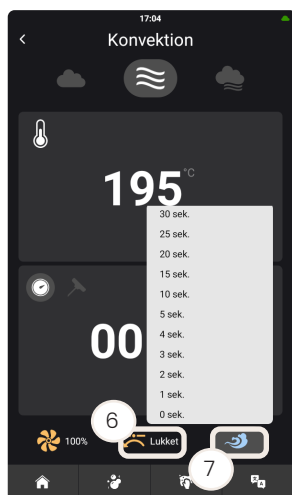 17:04
Konvektion
195 °C
30 sek.
25 sek.
20 sek.
15 sek.
10 sek.
5 sek.
4 sek.
3 sek.
2 sek.
1 sek.
0 sek.
00
6
100%
Lukket
7